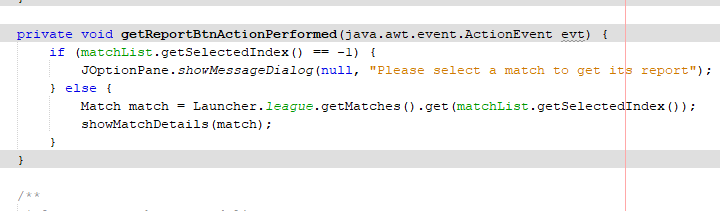 private void getReportBtnActionPerformed(java.awt.event.ActionEvent evt) {
    if (matchList.getSelectedIndex() == -1) {
        JOptionPane.showMessageDialog(null, "Please select a match to get its report");
    } else {
        Match match = Launcher.league.getMatches().get(matchList.getSelectedIndex());
        showMatchDetails(match);
    }
}
/**